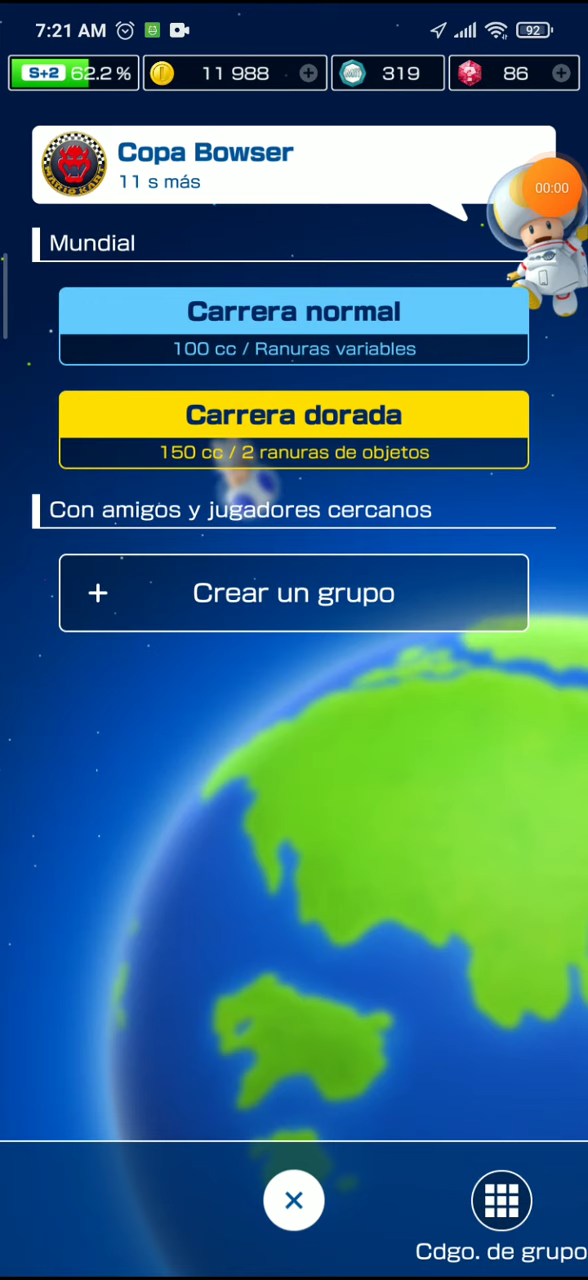 7:21 AM
92
S+2 62.2 %
11 988
319
86
Copa Bowser
11 s más
00:00
MARIO KART
Mundial
Carrera normal
100 cc / Ranuras variables
Carrera dorada
150 cc / 2 ranuras de objetos
Con amigos y jugadores cercanos
+ Crear un grupo
×
Cdgo. de grupo